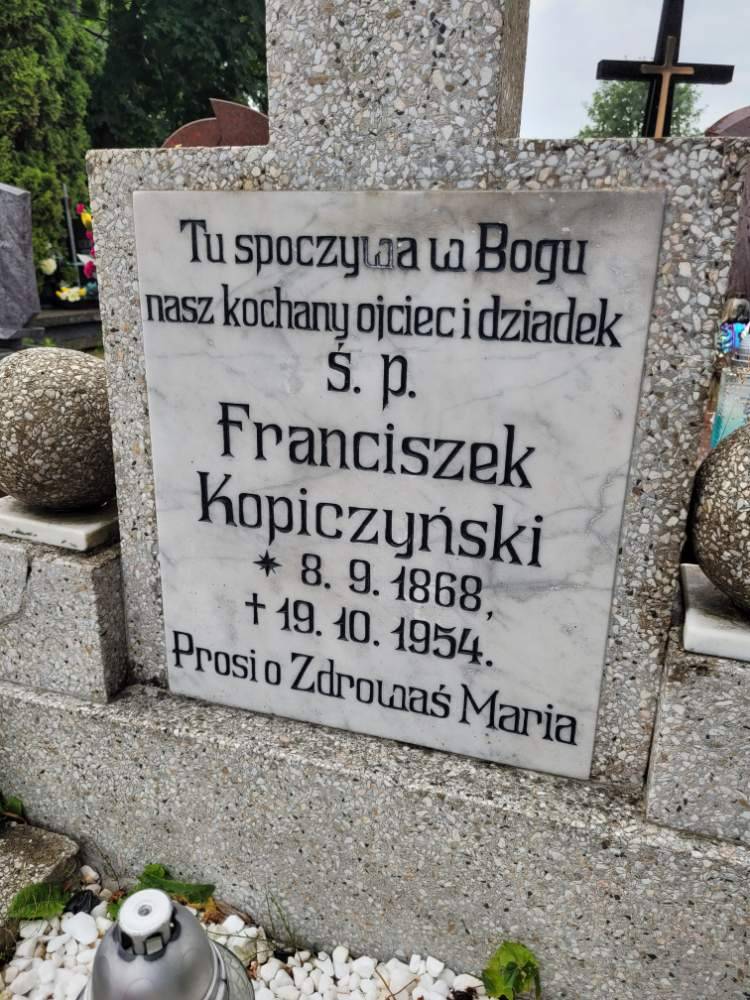 Tu spoczywa w Bogu
nasz kochany ojciec i dziadek
Ś. p.
Franciszek
Kopiczyński
* 8. 9. 1868,
† 19. 10. 1954.
Prosi o Zdrowaś Maria